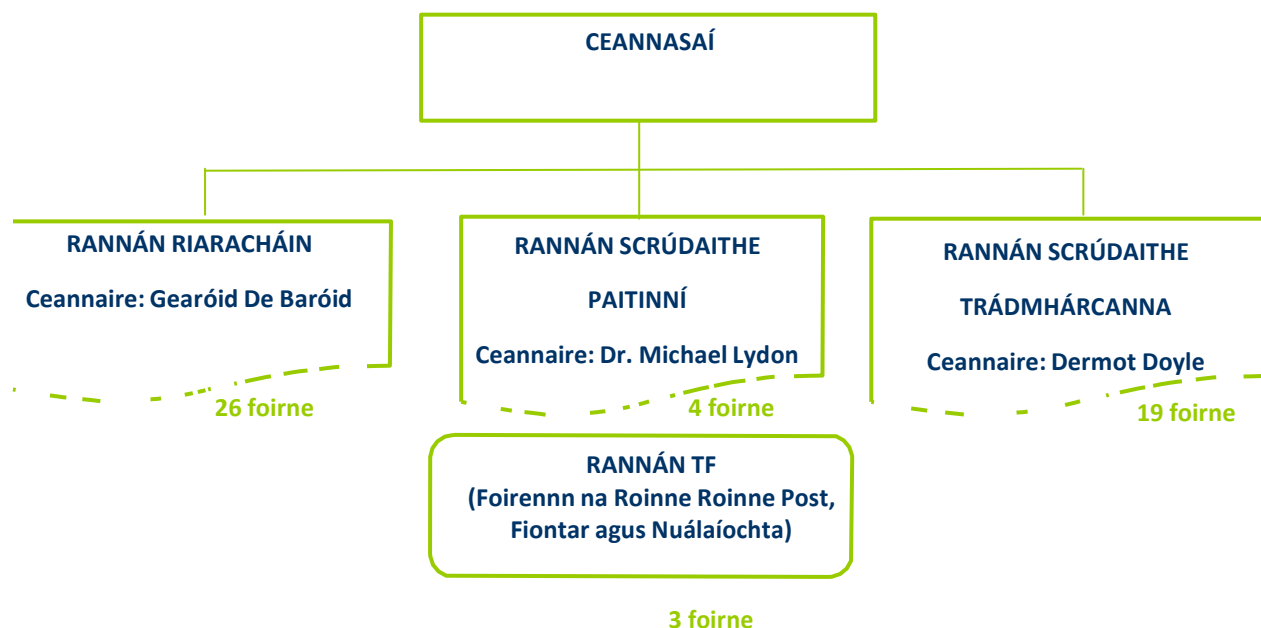 CEANNASAÍ
RANNÁN RIARACHÁIN
Ceannaire: Gearóid De Baróid
26 foirne
RANNÁN SCRÚDAITHE
PAITINNÍ
Ceannaire: Dr. Michael Lydon
4 foirne
RANNÁN SCRÚDAITHE
TRÁDMHÁRCANNA
Ceannaire: Dermot Doyle
19 foirne
RANNÁN TF
(Foirennn na Roinne Roinne Post,
Fiontar agus Nuálaíochta)
3 foirne